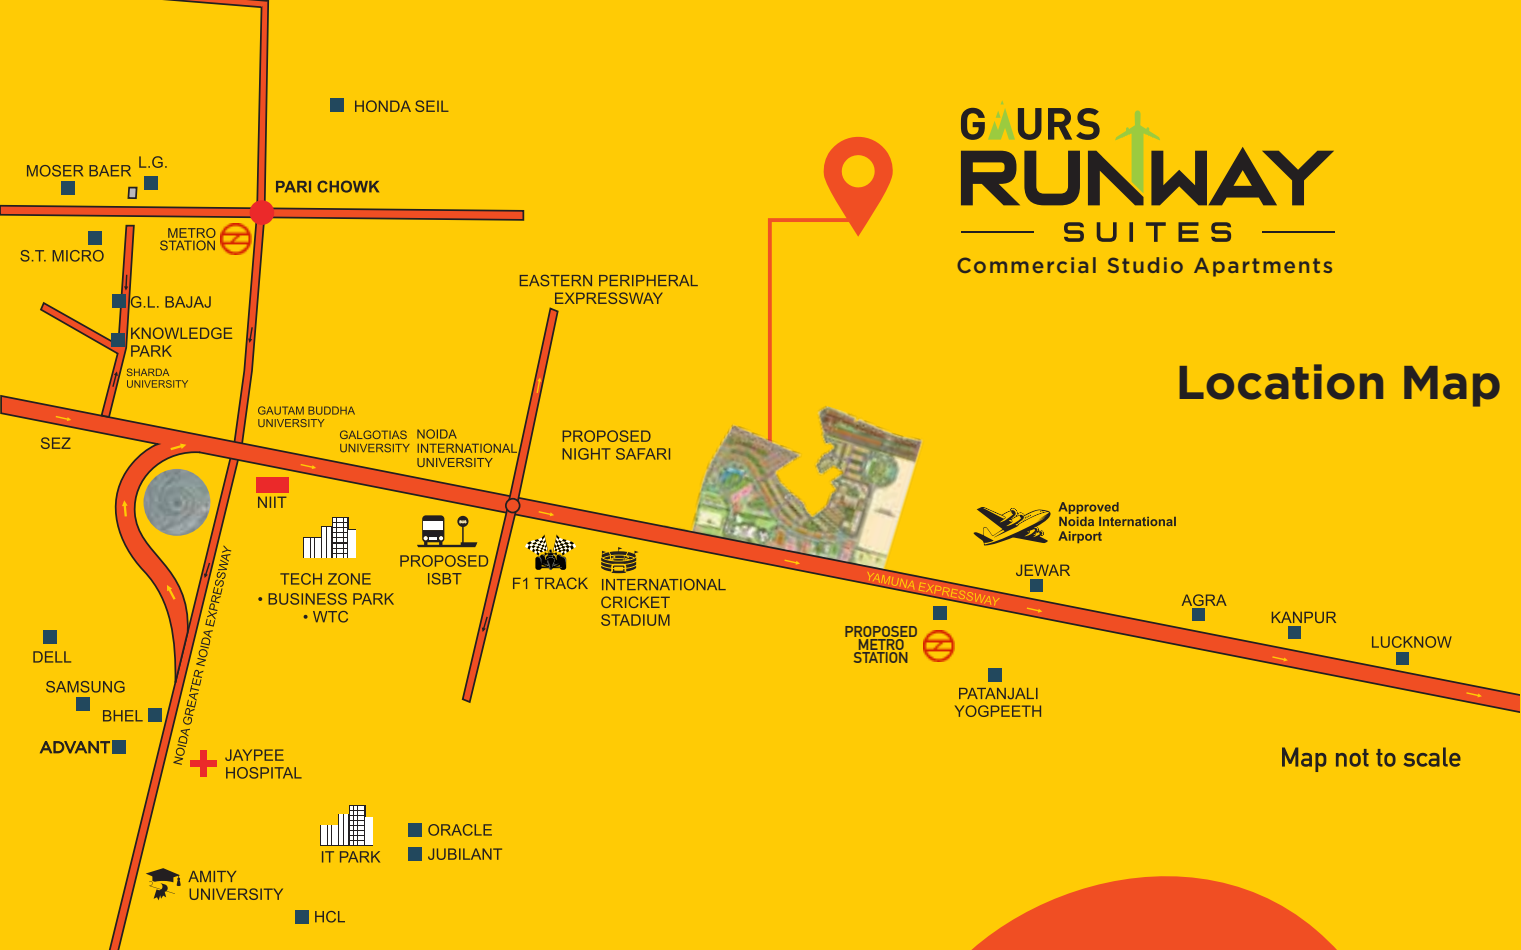 HONDA SEIL
GAURS
RUNWAY
SUITES
Commercial Studio Apartments
MOSER BAER
L.G.
PARI CHOWK
METRO
STATION
S.T. MICRO
G.L. BAJAJ
KNOWLEDGE
PARK
SHARDA
UNIVERSITY
EASTERN PERIPHERAL
EXPRESSWAY
Location Map
SEZ
GAUTAM BUDDHA
UNIVERSITY
GALGOTIAS
UNIVERSITY
NOIDA
INTERNATIONAL
UNIVERSITY
PROPOSED
NIGHT SAFARI
NIIT
TECH ZONE
• BUSINESS PARK
• WTC
PROPOSED
ISBT
BUS
F1 TRACK
INTERNATIONAL
CRICKET
STADIUM
Approved
Noida International
Airport
YAMUNA EXPRESSWAY
JEWAR
AGRA
KANPUR
LUCKNOW
PROPOSED
METRO
STATION
PATANJALI
YOGPEETH
NOIDA GREATER NOIDA EXPRESSWAY
DELL
SAMSUNG
BHEL
ADVANT
JAYPEE
HOSPITAL
Map not to scale
IT PARK
ORACLE
JUBILANT
AMITY
UNIVERSITY
HCL